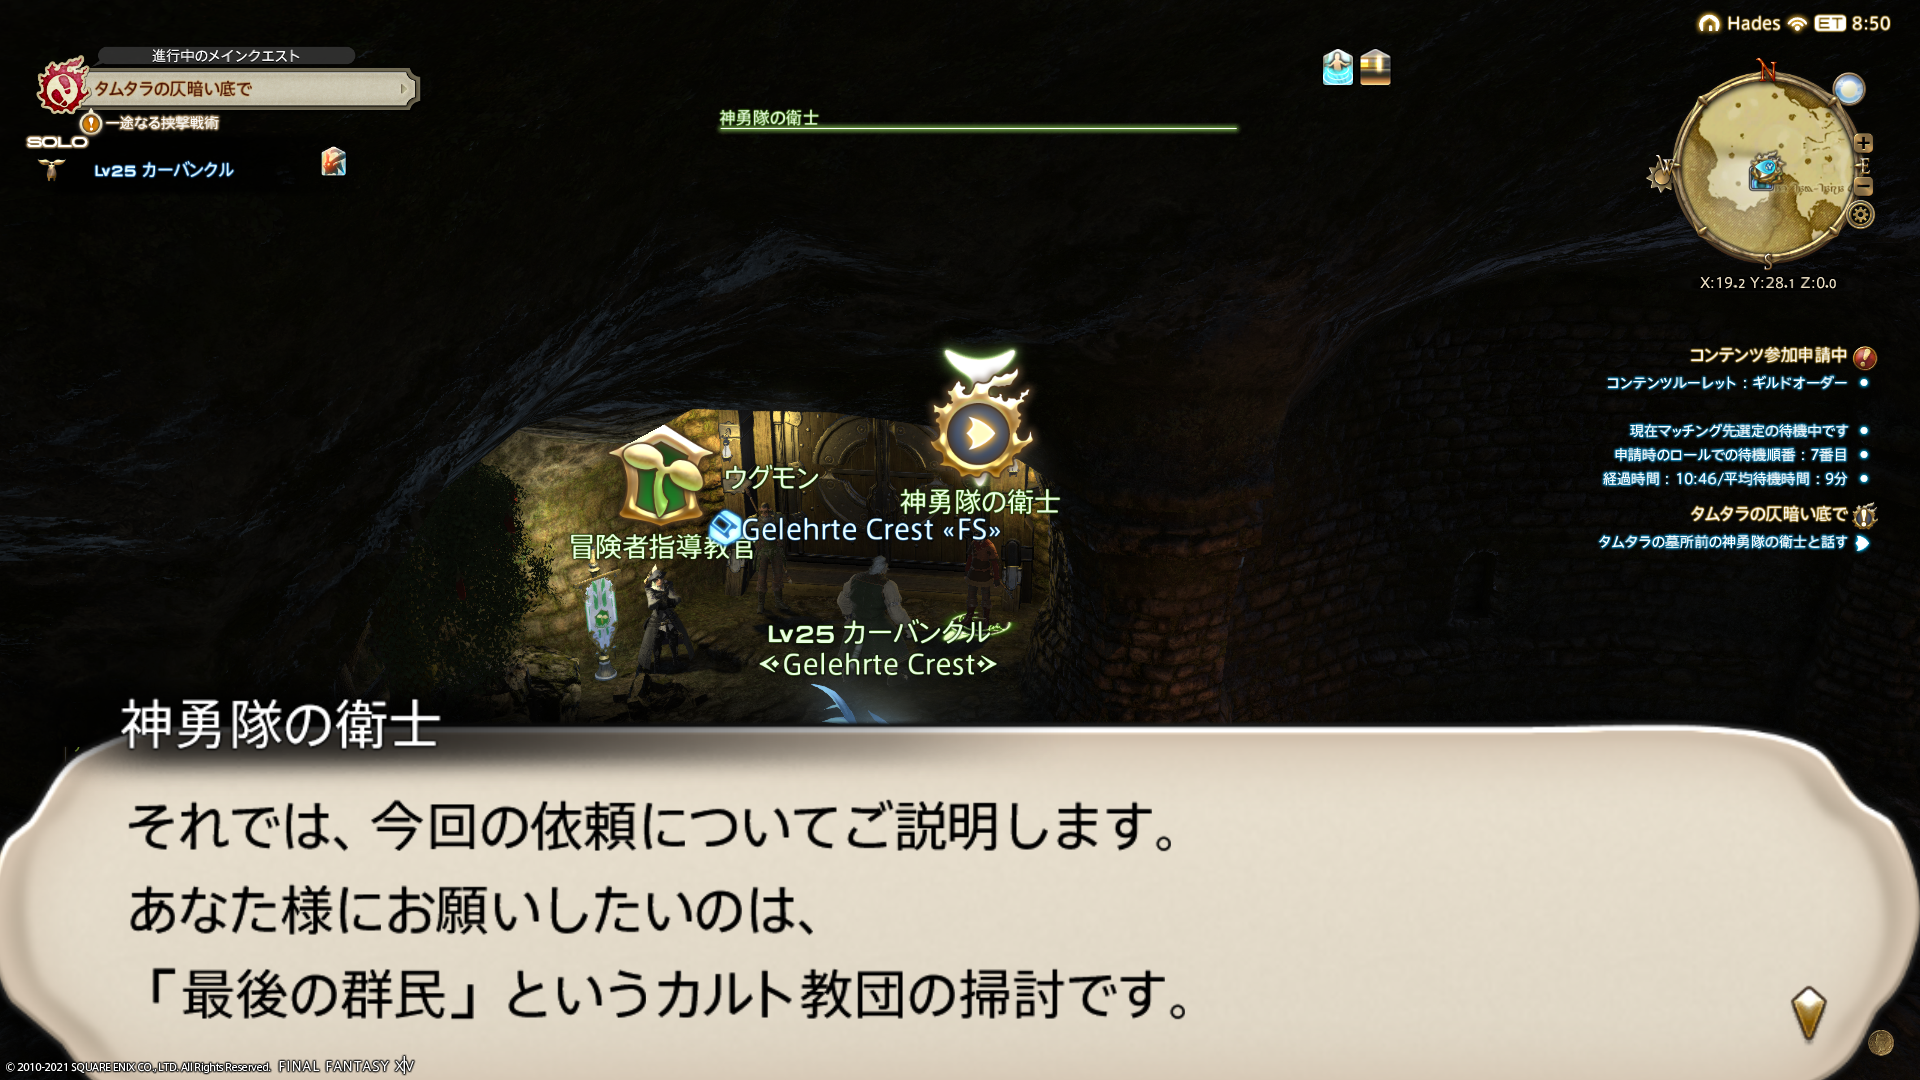 Hades ET 8:50
進行中のメインクエスト
タムタラの仄暗い底で
一途なる挟撃戦術
SOLO
Lv25 カーバンクル
神勇隊の衛士
N
W
E
S
X:19.2 Y:28.1 Z:0.0
コンテンツ参加申請中
コンテンツルーレット：ギルドオーダー
現在マッチング先選定の待機中です
申請時のロールでの待機順番：7番目
経過時間：10:46/平均待機時間：9分
タムタラの仄暗い底で
タムタラの墓所前の神勇隊の衛士と話す
ウグモン
神勇隊の衛士
Gelehrte Crest «FS»
冒険者指導教官
Lv25 カーバンクル
Gelehrte Crest
神勇隊の衛士
それでは、今回の依頼についてご説明します。
あなた様にお願いしたいのは、
「最後の群民」というカルト教団の掃討です。
© 2010-2021 SQUARE ENIX CO., LTD. All Rights Reserved. FINAL FANTASY XIV